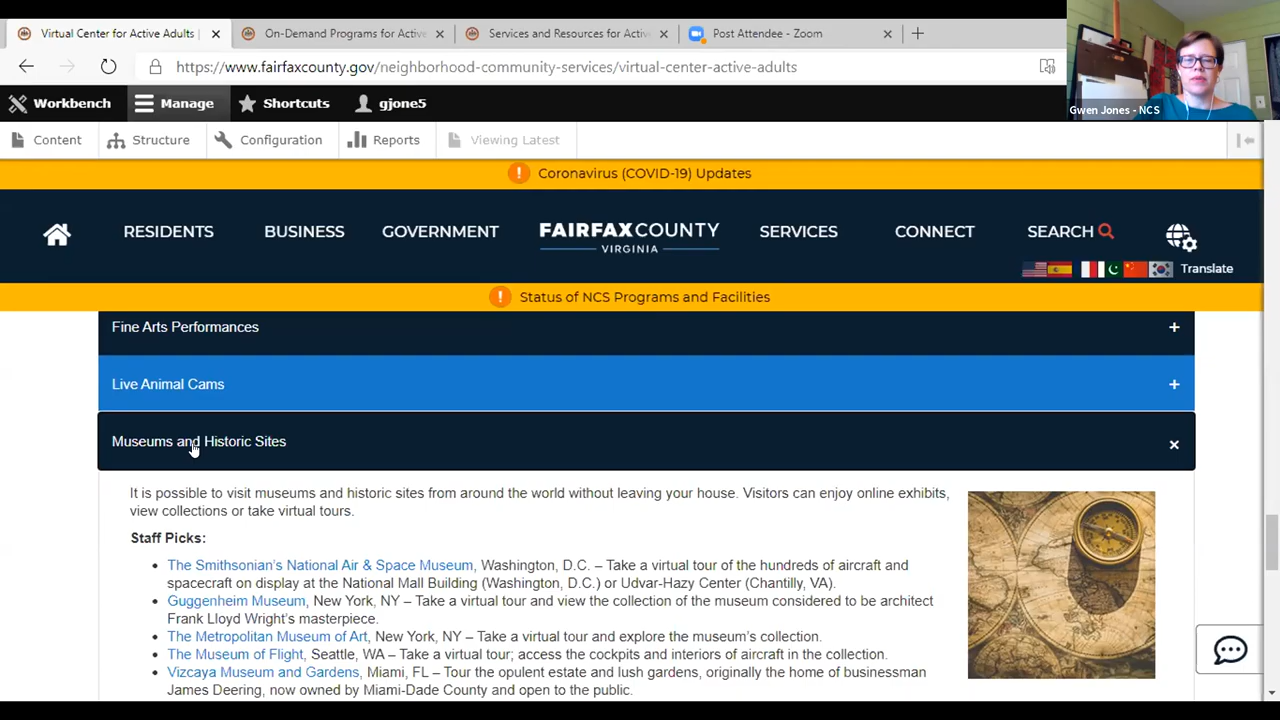 Virtual Center for Active Adults
On-Demand Programs for Active
Services and Resources for Activ
Post Attendee - Zoom
https://www.fairfaxcounty.gov/neighborhood-community-services/virtual-center-active-adults
Gwen Jones - NCS
Workbench
Manage
Shortcuts
gjone5
Content
Structure
Configuration
Reports
Viewing Latest
Coronavirus (COVID-19) Updates
RESIDENTS
BUSINESS
GOVERNMENT
FAIRFAX COUNTY
VIRGINIA
SERVICES
CONNECT
SEARCH
Translate
Status of NCS Programs and Facilities
Fine Arts Performances
Live Animal Cams
Museums and Historic Sites
It is possible to visit museums and historic sites from around the world without leaving your house. Visitors can enjoy online exhibits,
view collections or take virtual tours.
Staff Picks:
The Smithsonian's National Air & Space Museum, Washington, D.C. – Take a virtual tour of the hundreds of aircraft and
spacecraft on display at the National Mall Building (Washington, D.C.) or Udvar-Hazy Center (Chantilly, VA).
Guggenheim Museum, New York, NY – Take a virtual tour and view the collection of the museum considered to be architect
Frank Lloyd Wright's masterpiece.
The Metropolitan Museum of Art, New York, NY – Take a virtual tour and explore the museum's collection.
The Museum of Flight, Seattle, WA – Take a virtual tour; access the cockpits and interiors of aircraft in the collection.
Vizcaya Museum and Gardens, Miami, FL – Tour the opulent estate and lush gardens, originally the home of businessman
James Deering, now owned by Miami-Dade County and open to the public.